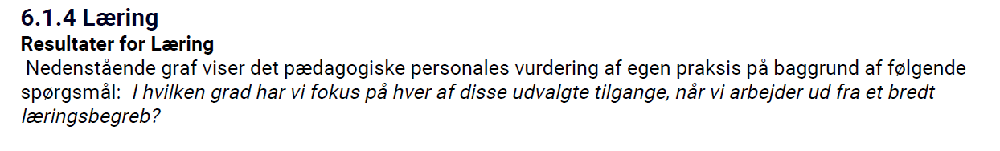 6.1.4 Læring
Resultater for Læring
Nedenstående graf viser det pædagogiske personales vurdering af egen praksis på baggrund af følgende
spørgsmål: I hvilken grad har vi fokus på hver af disse udvalgte tilgange, når vi arbejder ud fra et bredt
læringsbegreb?